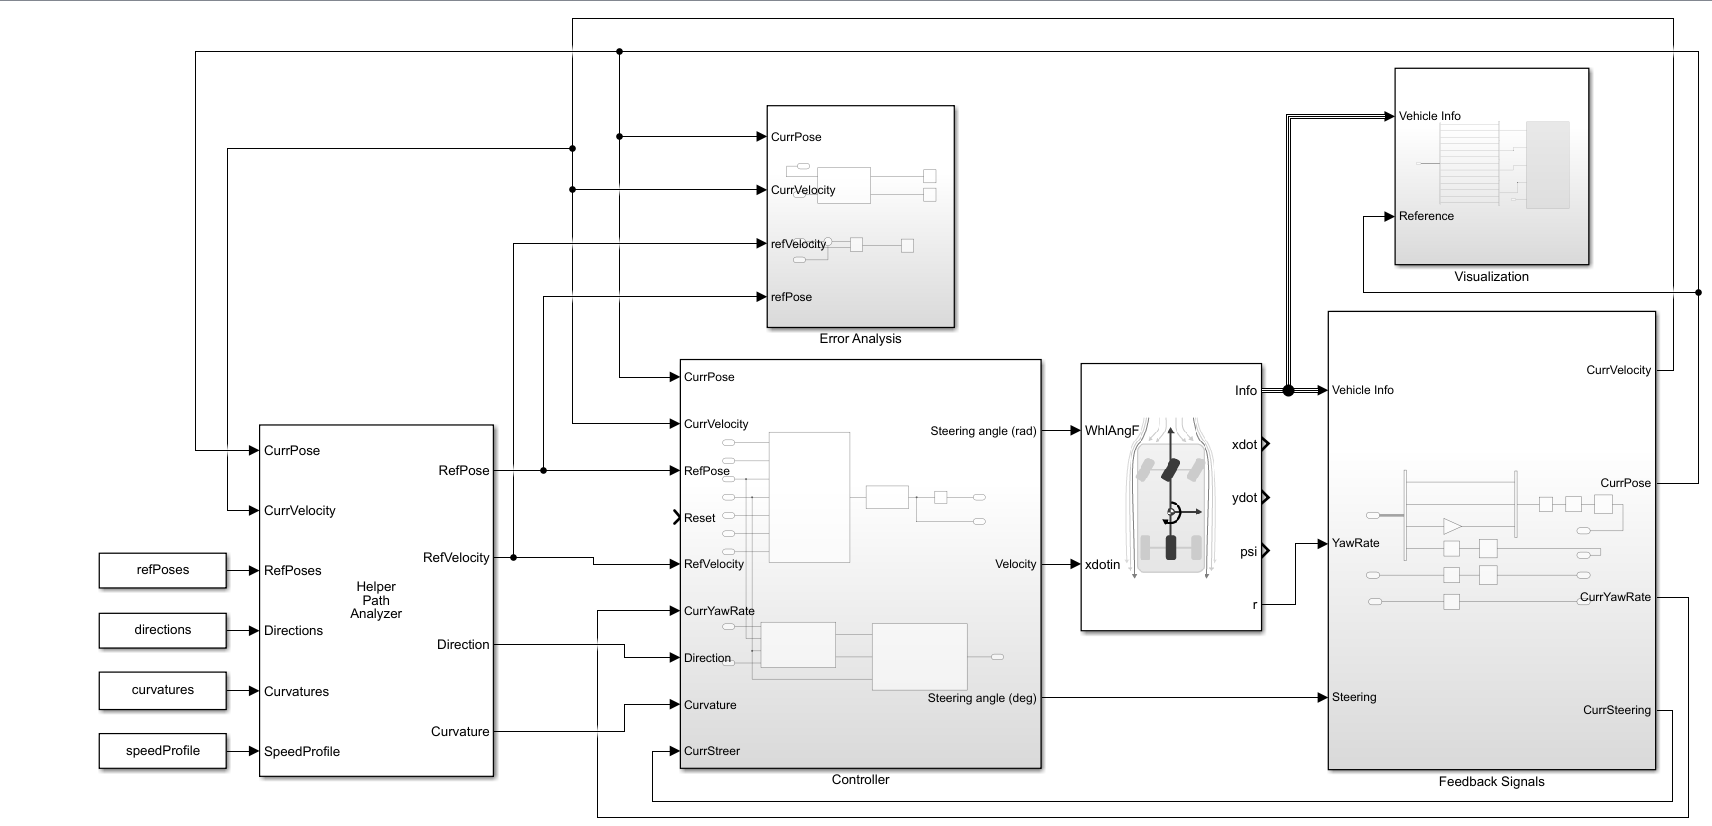 CurrPose
CurrVelocity
refVelocity
refPose
Error Analysis
Vehicle Info
Reference
Visualization
refPoses
directions
curvatures
speedProfile
CurrPose
CurrVelocity
RefPoses
Directions
Curvatures
SpeedProfile
Helper
Path
Analyzer
RefPose
RefVelocity
Direction
Curvature
CurrPose
CurrVelocity
RefPose
Reset
RefVelocity
CurrYawRate
Direction
Curvature
CurrStreer
Steering angle (rad)
Velocity
Steering angle (deg)
Controller
WhlAngF
xdotin
Info
xdot
ydot
psi
r
Vehicle Info
YawRate
Steering
CurrVelocity
CurrPose
CurrYawRate
CurrSteering
Feedback Signals